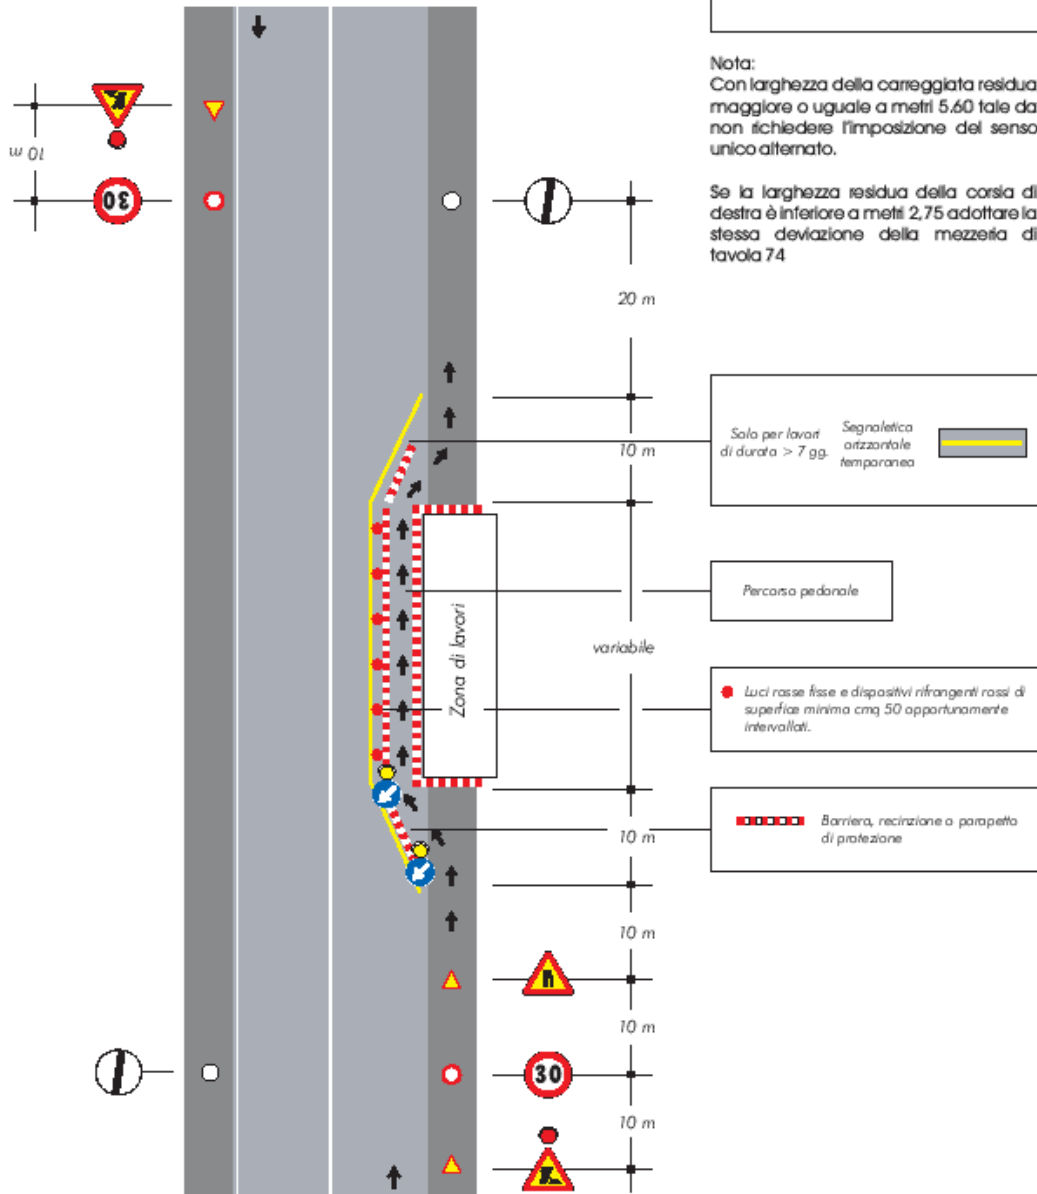 Nota:
Con larghezza della carreggiata residua
maggiore o uguale a metri 5.60 tale da
non richiedere l'imposizione del senso
unico alternato.
Se la larghezza residua della corsia di
destra è inferiore a metri 2,75 adottare la
stessa deviazione della mezzeria di
tavola 74
10 m
30
20 m
10 m
Solo per lavori
di durata > 7 gg.
Segnaletica
orizzontale
temporanea
Percorso pedonale
Zona di lavori
variabile
Luci rosse fisse e dispositivi rifrangenti rossi di
superfice minima cmq 50 opportunamente
intervallati.
Barriera, recinzione o parapetto
di protezione
10 m
10 m
10 m
30
10 m